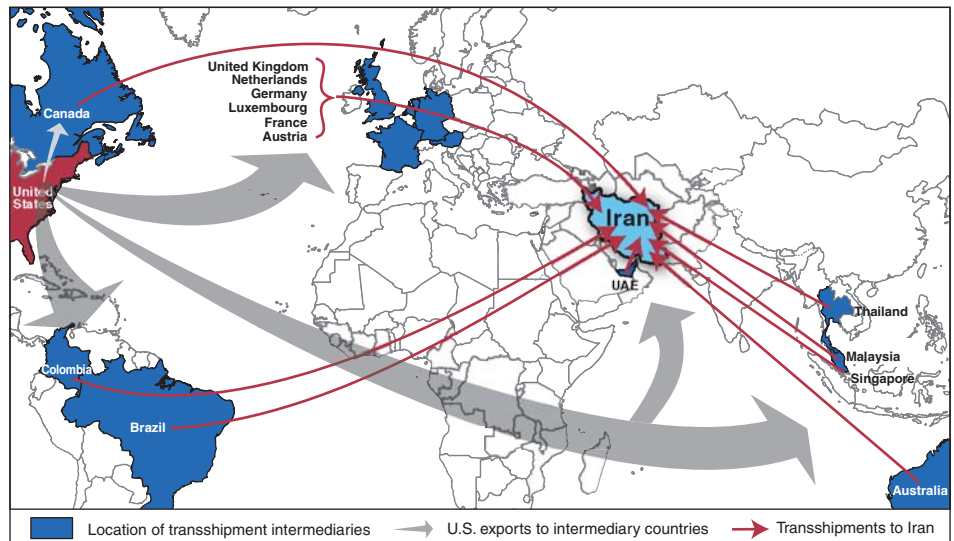 United Kingdom
Netherlands
Germany
Luxembourg
France
Austria
Canada
United
States
Iran
UAE
Thailand
Malaysia
Singapore
Colombia
Brazil
Australia
Location of transshipment intermediaries
U.S. exports to intermediary countries
Transshipments to Iran